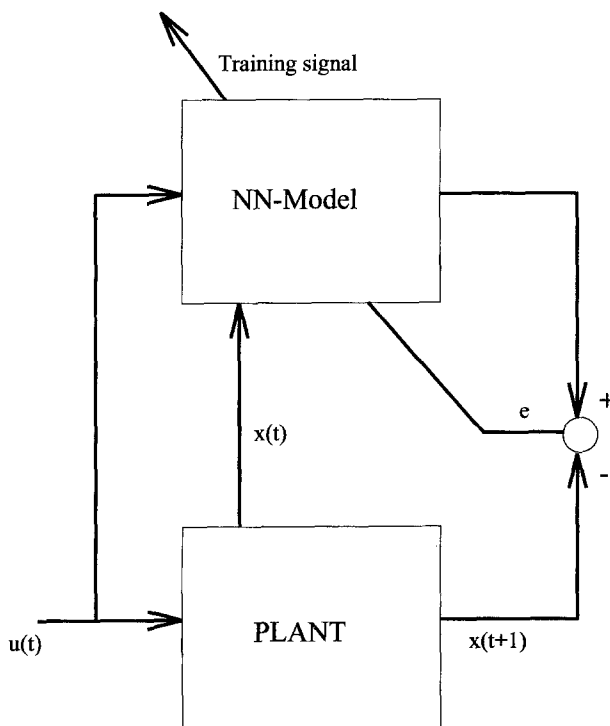 Training signal
NN-Model
+
e
x(t)
-
PLANT
u(t)
x(t+1)